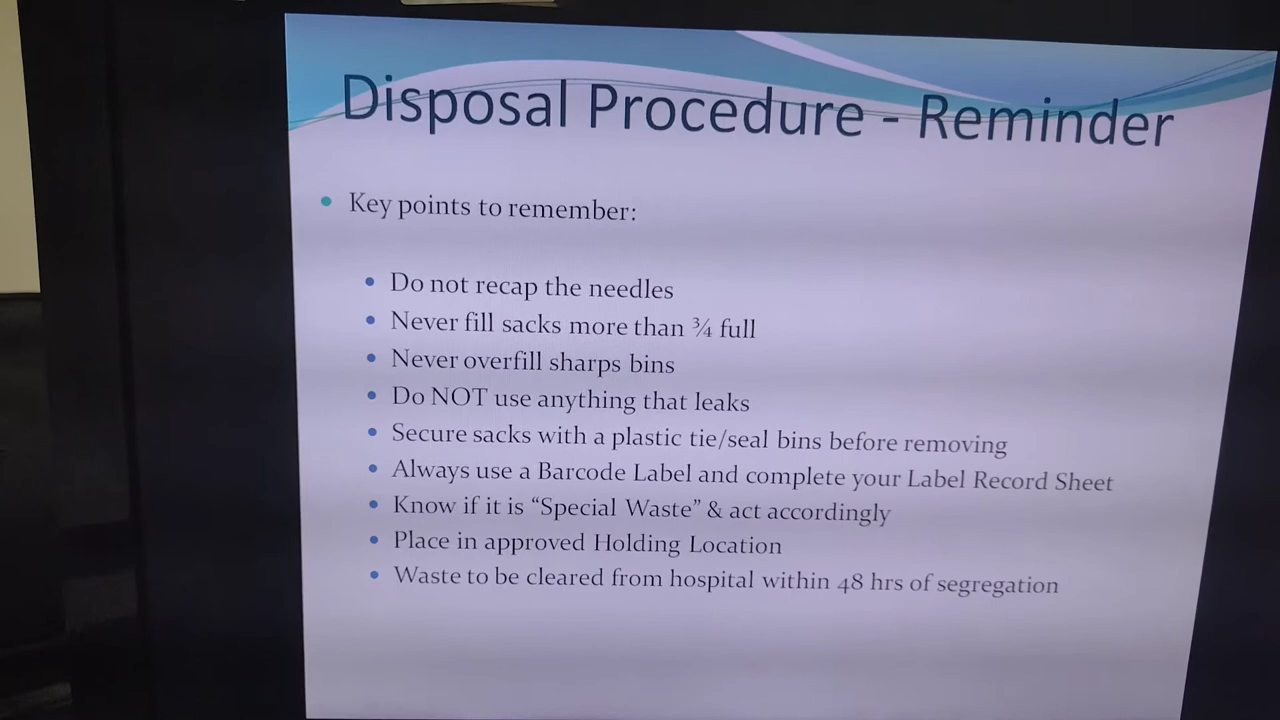 Disposal Procedure - Reminder
• Key points to remember:
• Do not recap the needles
• Never fill sacks more than ¾ full
• Never overfill sharps bins
• Do NOT use anything that leaks
• Secure sacks with a plastic tie/seal bins before removing
• Always use a Barcode Label and complete your Label Record Sheet
• Know if it is “Special Waste” & act accordingly
• Place in approved Holding Location
• Waste to be cleared from hospital within 48 hrs of segregation